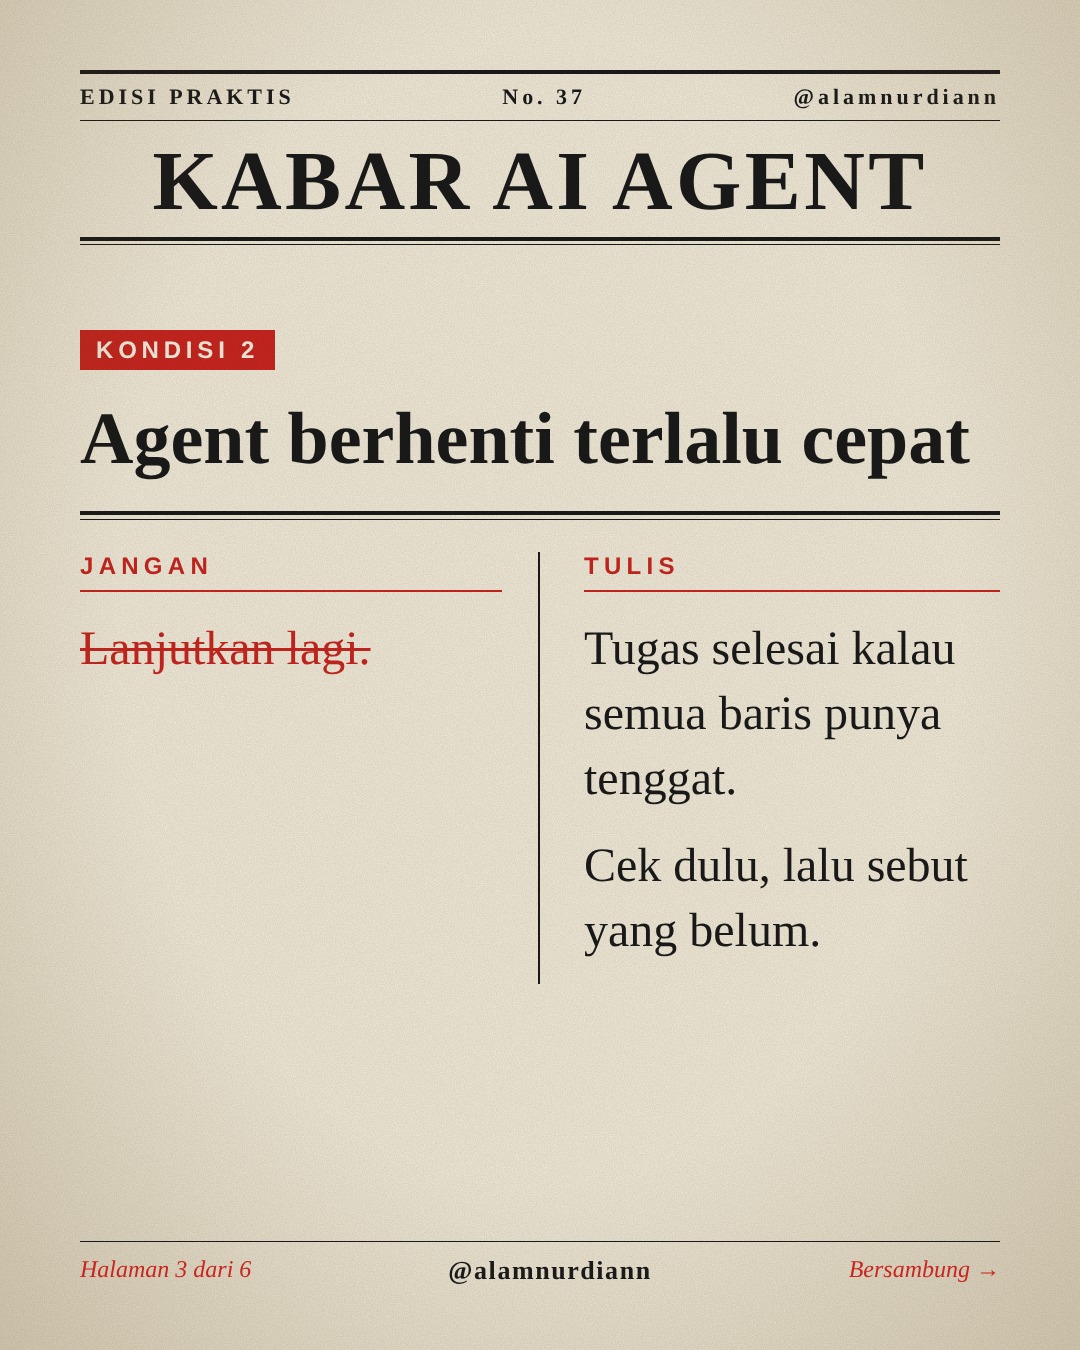 EDISI PRAKTIS
No. 37
@alamnurdiann
KABAR AI AGENT
KONDISI 2
Agent berhenti terlalu cepat
JANGAN
Lanjutkan lagi.
TULIS
Tugas selesai kalau
semua baris punya
tenggat.
Cek dulu, lalu sebut
yang belum.
Halaman 3 dari 6
@alamnurdiann
Bersambung →